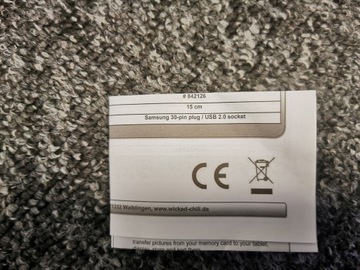 # 842126
15 cm
Samsung 30-pin plug / USB 2.0 socket
CE
Waiblingen, www.wicked-chili.de
transfer pictures from your memory card to your tablet,